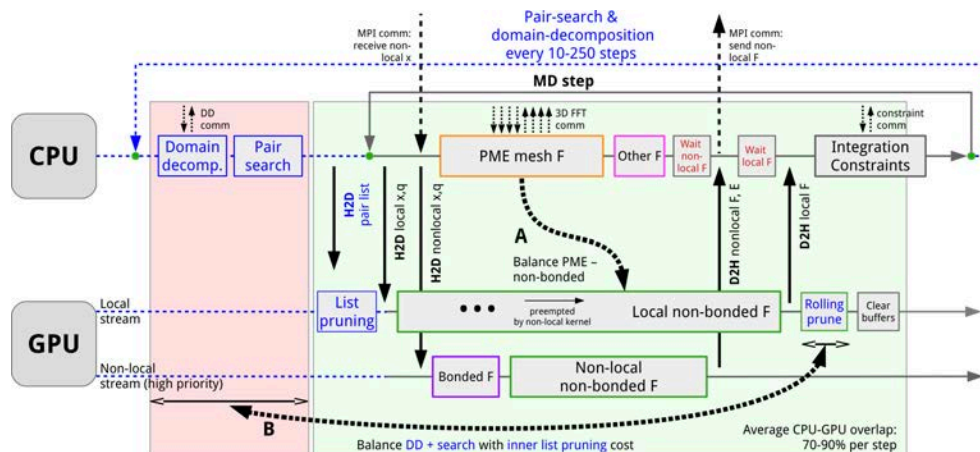 Pair-search &
domain-decomposition
every 10-250 steps
MPI comm:
receive non-
local x
MPI comm:
send non-
local F
MD step
DD
comm
3D FFT
comm
constraint
comm
CPU
Domain
decomp.
Pair
search
PME mesh F
Other F
Wait
non-
local F
Wait
local F
Integration
Constraints
H2D
pair list
H2D local x,q
H2D nonlocal x,q
A
Balance PME –
non-bonded
D2H nonlocal F, E
D2H local F
GPU
Local
stream
List
pruning
•••
preempted
by non-local kernel
Local non-bonded F
Rolling
prune
Clear
buffers
Non-local
stream (high priority)
Bonded F
Non-local
non-bonded F
B
Balance DD + search with inner list pruning cost
Average CPU-GPU overlap:
70-90% per step